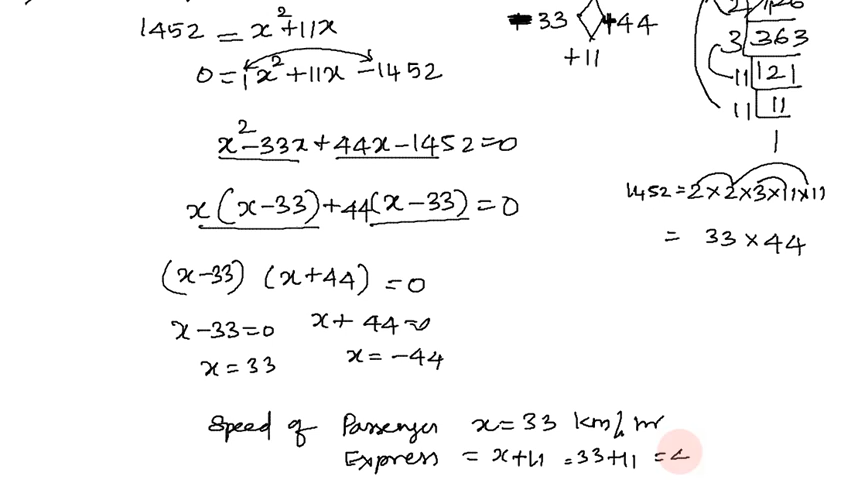 1452 = x² + 11x
0 = 1x² + 11x - 1452
x² - 33x + 44x - 1452 = 0
x(x-33) + 44(x-33) = 0
(x-33) (x+44) = 0
x-33=0 x+44=0
x = 33 x = -44
Speed of Passenger x = 33 km/hr
Express = x+11 = 33+11 = 4
-33 +44
+11
3 363
11 121
11 11
1
1452 = 2×2×3×11×11
= 33 × 44